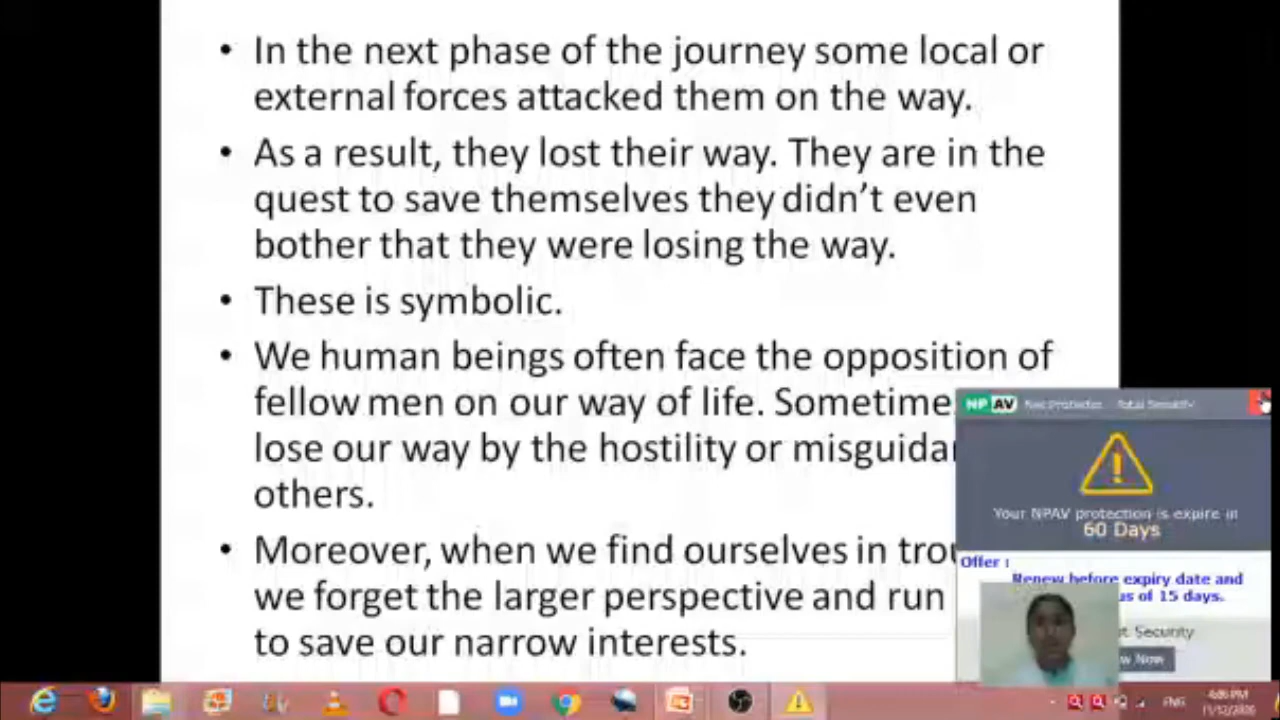 • In the next phase of the journey some local or
external forces attacked them on the way.
• As a result, they lost their way. They are in the
quest to save themselves they didn't even
bother that they were losing the way.
• These is symbolic.
• We human beings often face the opposition of
fellow men on our way of life.
lose our way by the hostility or
others.
• Moreover, when we find ourselves in
we forget the larger perspective and run
to save our narrow interests.
NP AV Net Protector Total Security
Your NPAV protection is expire in
60 Days
Offer :
Renew before expiry date and
of 15 days.
Security
Now
ENG